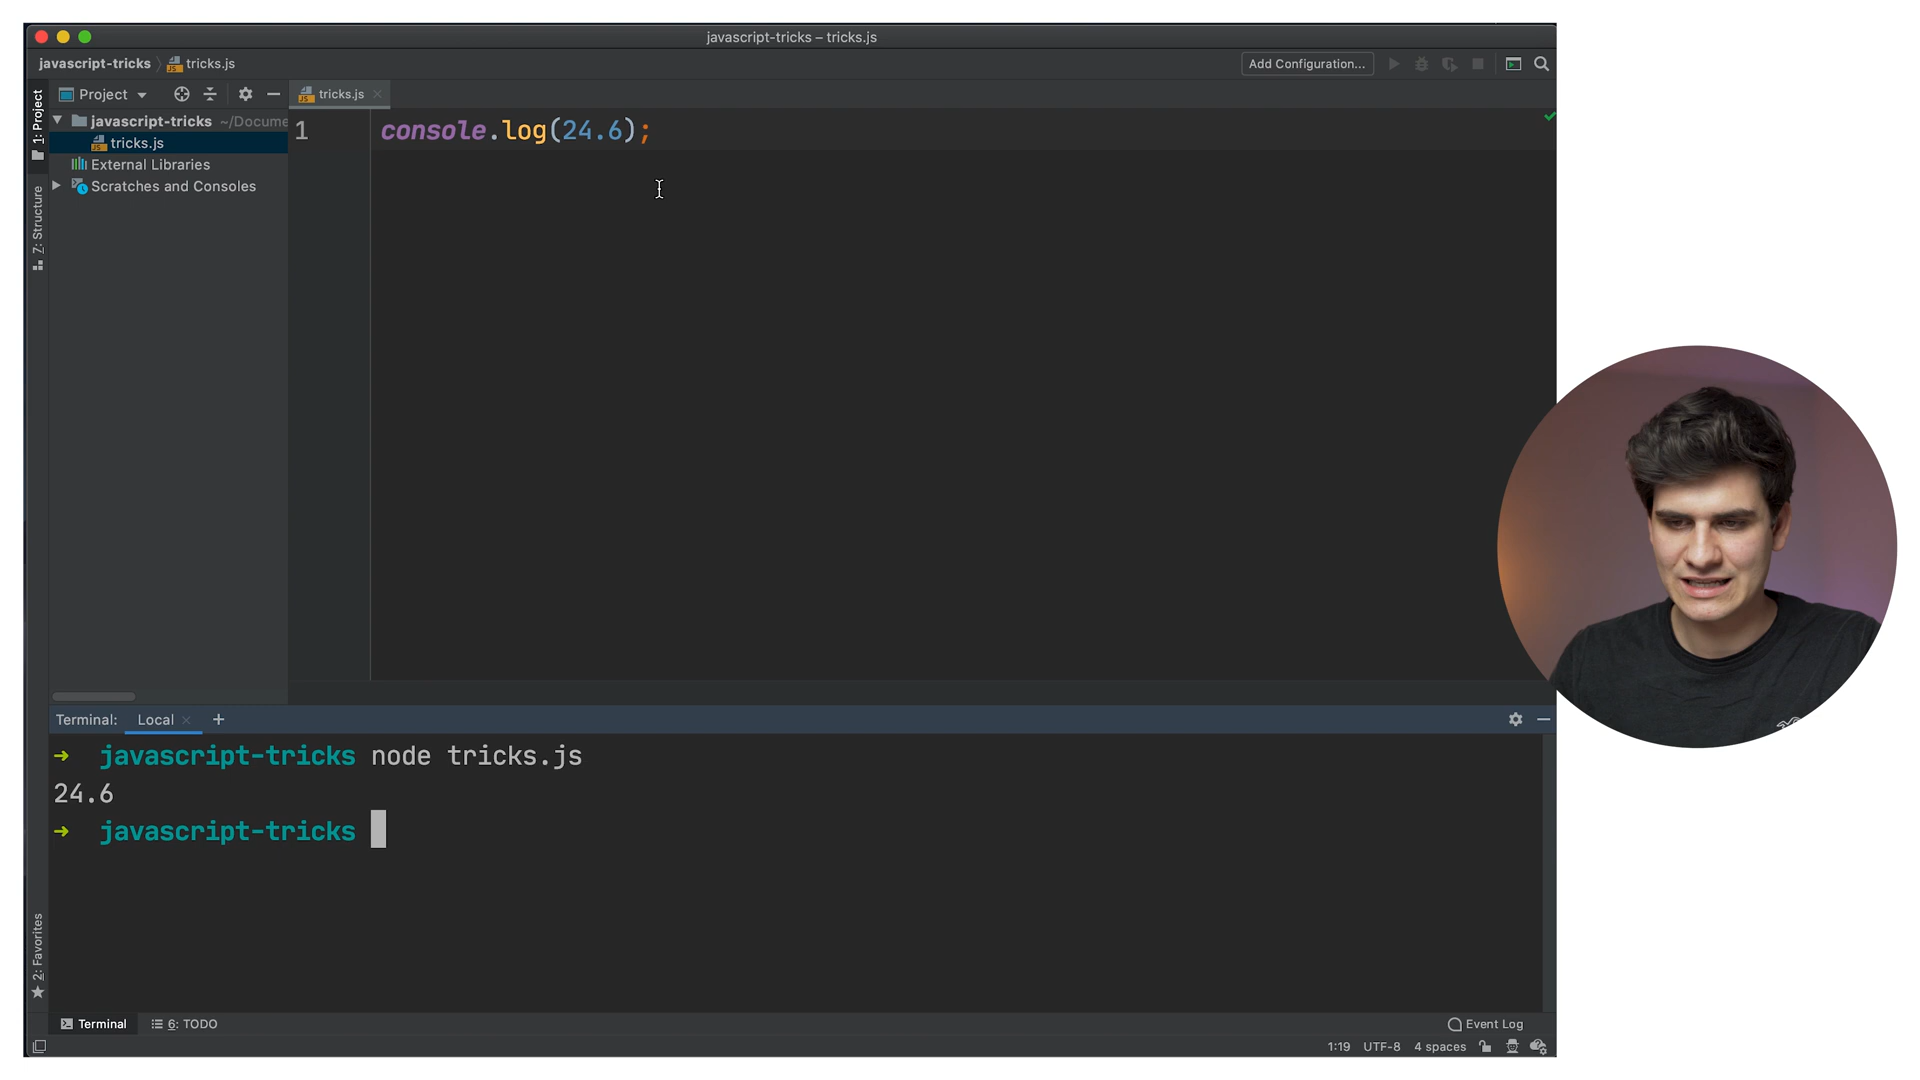 javascript-tricks – tricks.js
javascript-tricks
tricks.js
Add Configuration...
1: Project
Project
tricks.js
javascript-tricks ~/Docume
tricks.js
External Libraries
Scratches and Consoles
7: Structure
1
console.log(24.6);
Terminal:
Local
+
→ javascript-tricks node tricks.js
24.6
→ javascript-tricks
2: Favorites
Terminal
6: TODO
Event Log
1:19
UTF-8
4 spaces